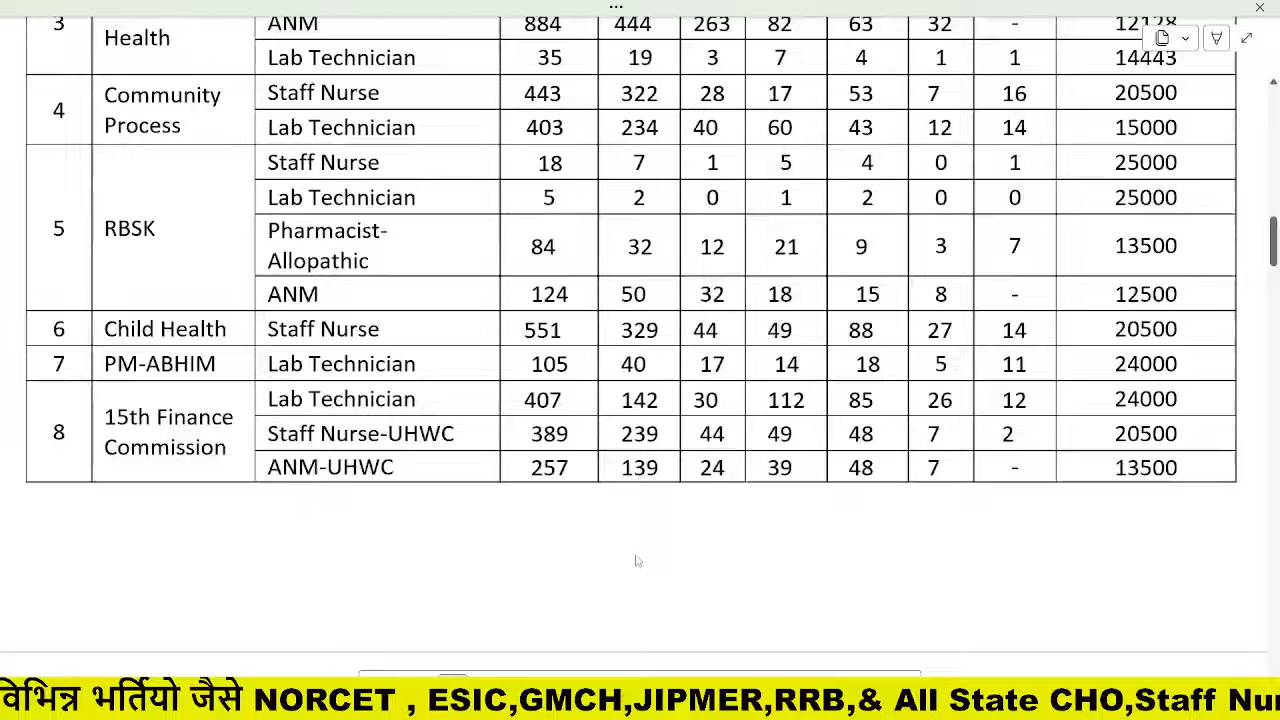 3 Health ANM 884 444 263 82 63 32 - 12128
Lab Technician 35 19 3 7 4 1 1 14443
4 Community Process Staff Nurse 443 322 28 17 53 7 16 20500
Lab Technician 403 234 40 60 43 12 14 15000
5 RBSK Staff Nurse 18 7 1 5 4 0 1 25000
Lab Technician 5 2 0 1 2 0 0 25000
Pharmacist-Allopathic 84 32 12 21 9 3 7 13500
ANM 124 50 32 18 15 8 - 12500
6 Child Health Staff Nurse 551 329 44 49 88 27 14 20500
7 PM-ABHIM Lab Technician 105 40 17 14 18 5 11 24000
8 15th Finance Commission Lab Technician 407 142 30 112 85 26 12 24000
Staff Nurse-UHWC 389 239 44 49 48 7 2 20500
ANM-UHWC 257 139 24 39 48 7 - 13500
विभिन्न भर्तियो जैसे NORCET , ESIC,GMCH,JIPMER,RRB,& All State CHO,Staff Nu